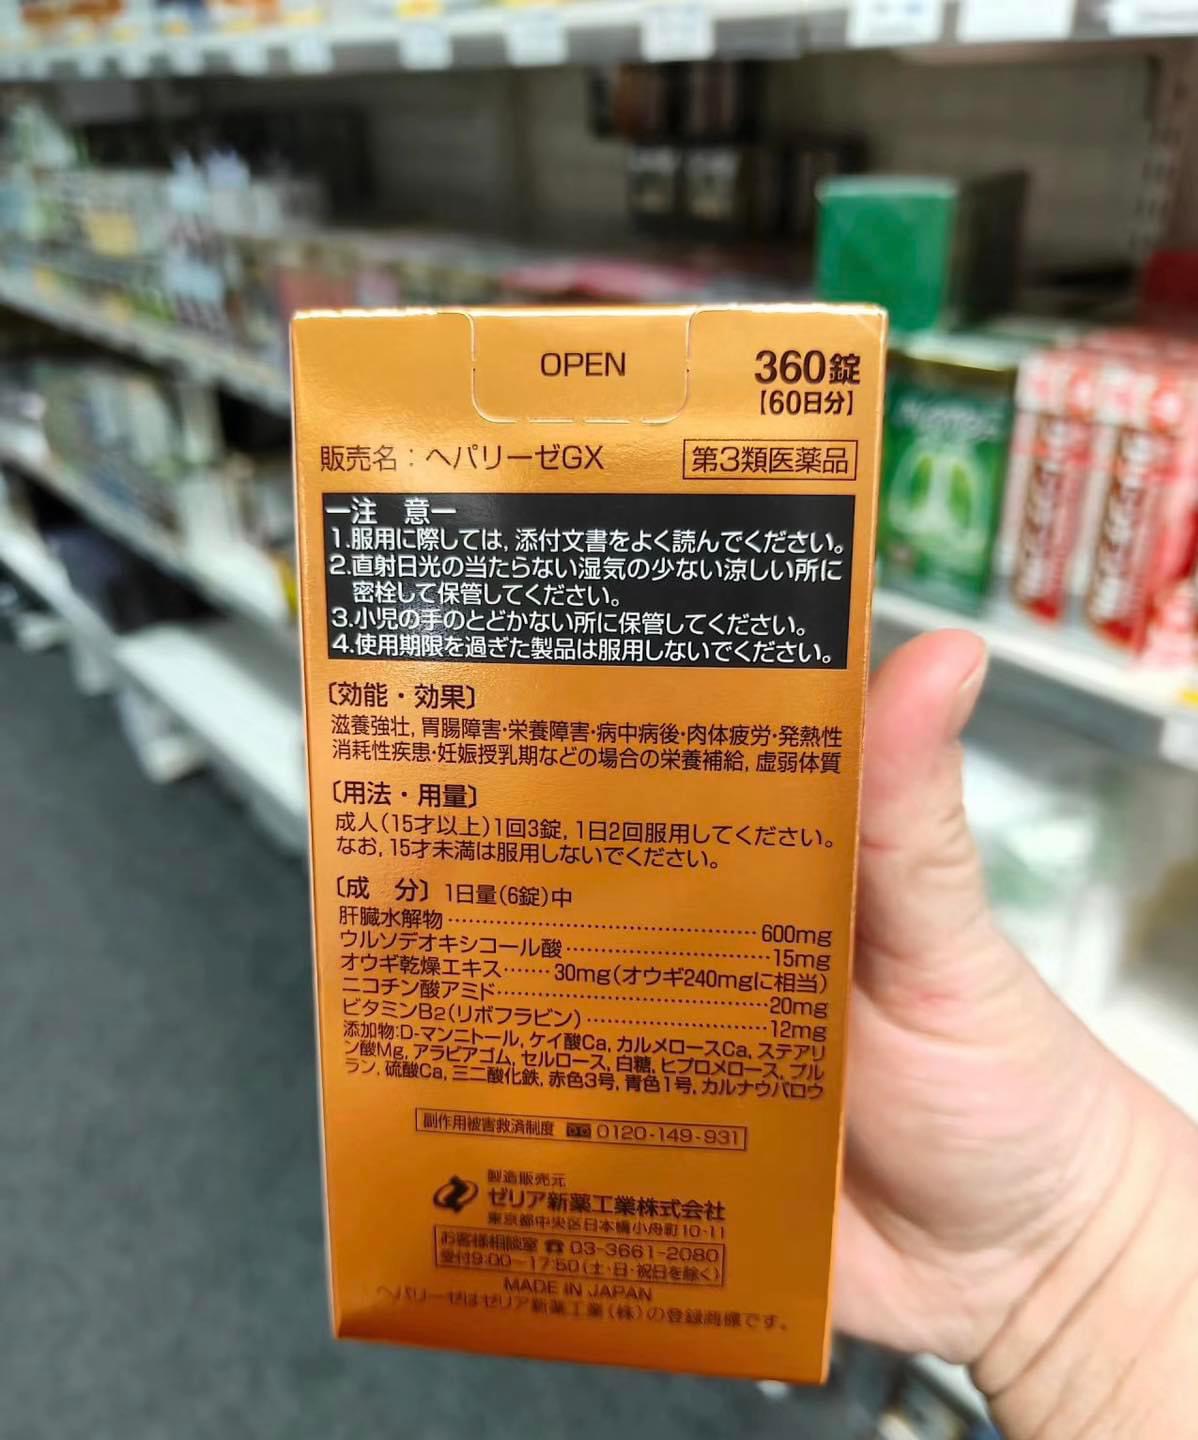 OPEN
360錠
【60日分】
販売名：ヘパリーゼGX
第3類医薬品
ー注 意ー
1.服用に際しては,添付文書をよく読んでください。
2.直射日光の当たらない湿気の少ない涼しい所に
密栓して保管してください。
3.小児の手のとどかない所に保管してください。
4.使用期限を過ぎた製品は服用しないでください。
〔効能・効果〕
滋養強壮,胃腸障害・栄養障害・病中病後・肉体疲労・発熱性
消耗性疾患・妊娠授乳期などの場合の栄養補給,虚弱体質
〔用法・用量〕
成人(15才以上)1回3錠,1日2回服用してください。
なお,15才未満は服用しないでください。
〔成 分〕1日量(6錠)中
肝臓水解物……………………………600mg
ウルソデオキシコール酸…………………15mg
オウギ乾燥エキス……30mg(オウギ240mgに相当)
ニコチン酸アミド…………………………20mg
ビタミンB2(リボフラビン)………………12mg
添加物:D-マンニトール,ケイ酸Ca,カルメロースCa,ステアリ
ン酸Mg,アラビアゴム,セルロース,白糖,ヒプロメロース,プル
ラン,硫酸Ca,三二酸化鉄,赤色3号,青色1号,カルナウバロウ
副作用被害救済制度 0120-149-931
製造販売元
ゼリア新薬工業株式会社
東京都中央区日本橋小舟町10-11
お客様相談室 ☎ 03-3661-2080
受付9:00〜17:50(土・日・祝日を除く)
MADE IN JAPAN
ヘパリーゼはゼリア新薬工業(株)の登録商標です。